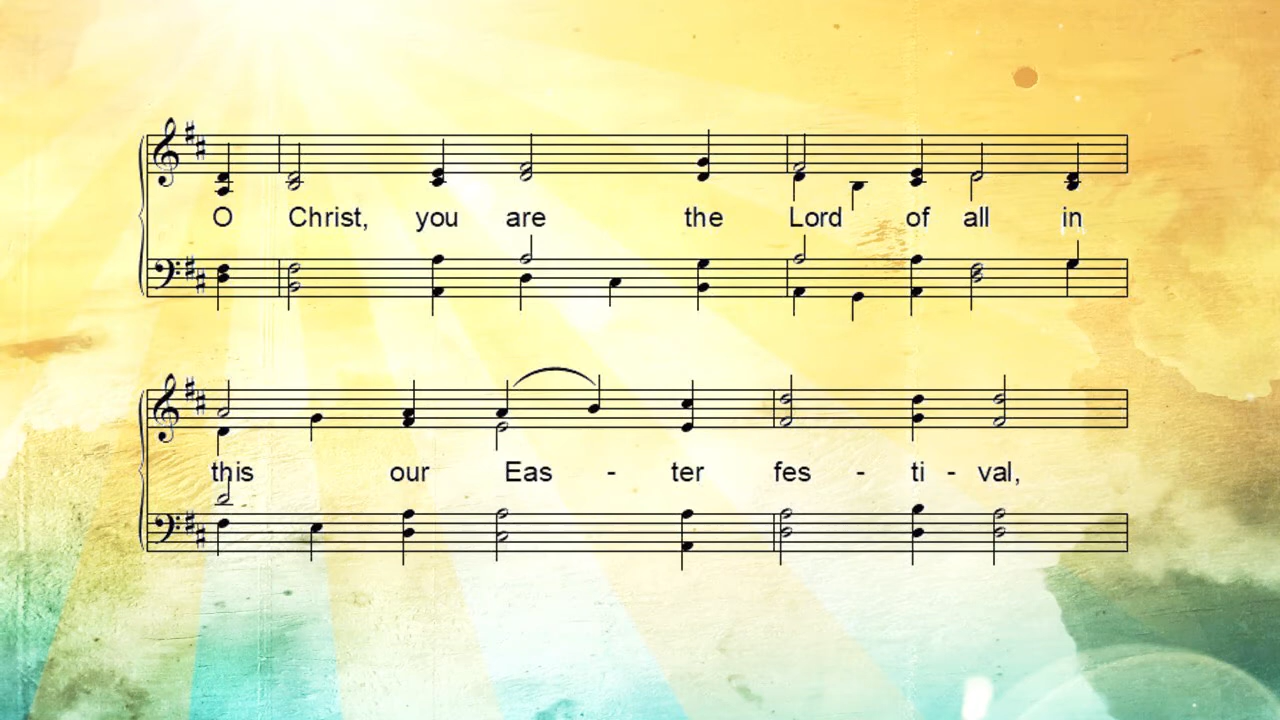 O Christ, you are the Lord of all in
this our Eas - ter fes - ti - val,